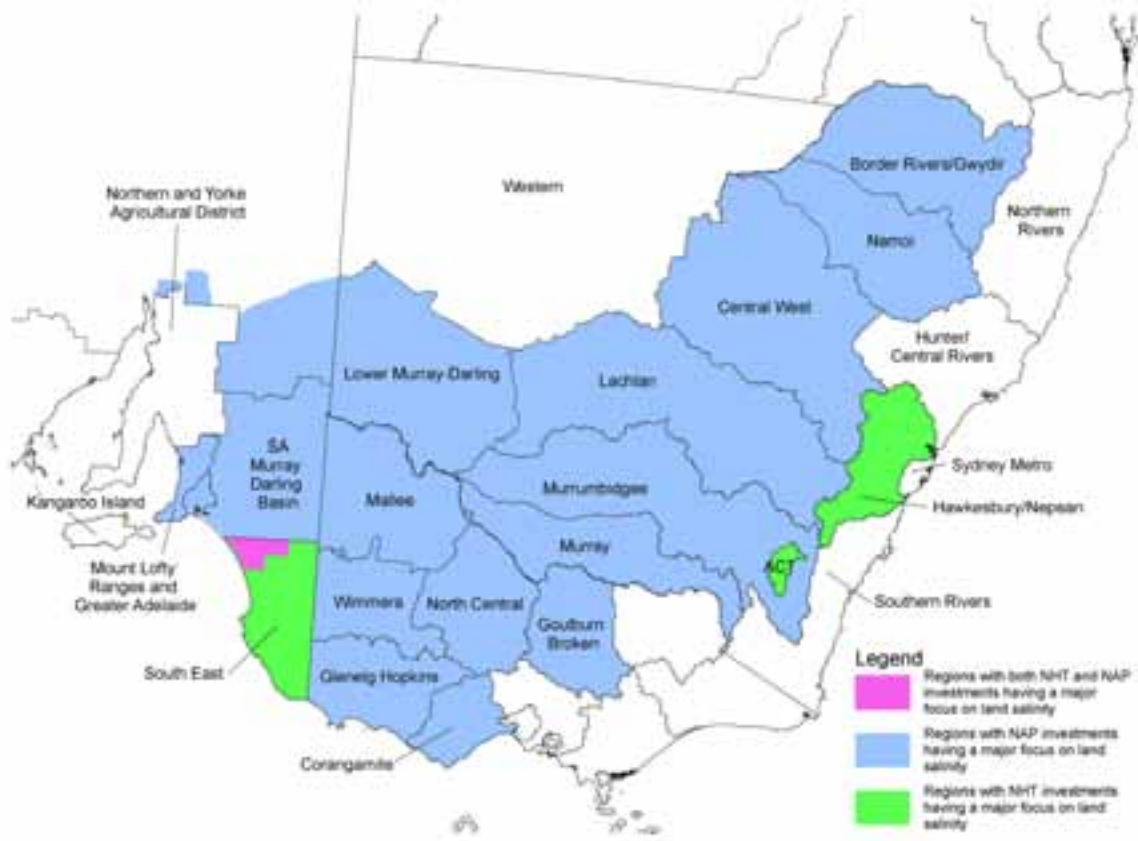 Border Rivers/Gwydir
Western
Northern and Yorke
Agricultural District
Northern
Rivers
Namoi
Central West
Hunter/
Central Rivers
Lower Murray-Darling
Lachlan
SA
Murray
Darling
Basin
Sydney Metro
Mallee
Murrumbidgee
Kangaroo Island
Hawkesbury/Nepean
Murray
ACT
Mount Lofty
Ranges and
Greater Adelaide
Wimmera
North Central
Southern Rivers
Goulburn
Broken
South East
Glenelg Hopkins
Corangamite
Legend
Regions with both NHT and NAP
investments having a major
focus on land salinity
Regions with NAP investments
having a major focus on land
salinity
Regions with NHT investments
having a major focus on land
salinity